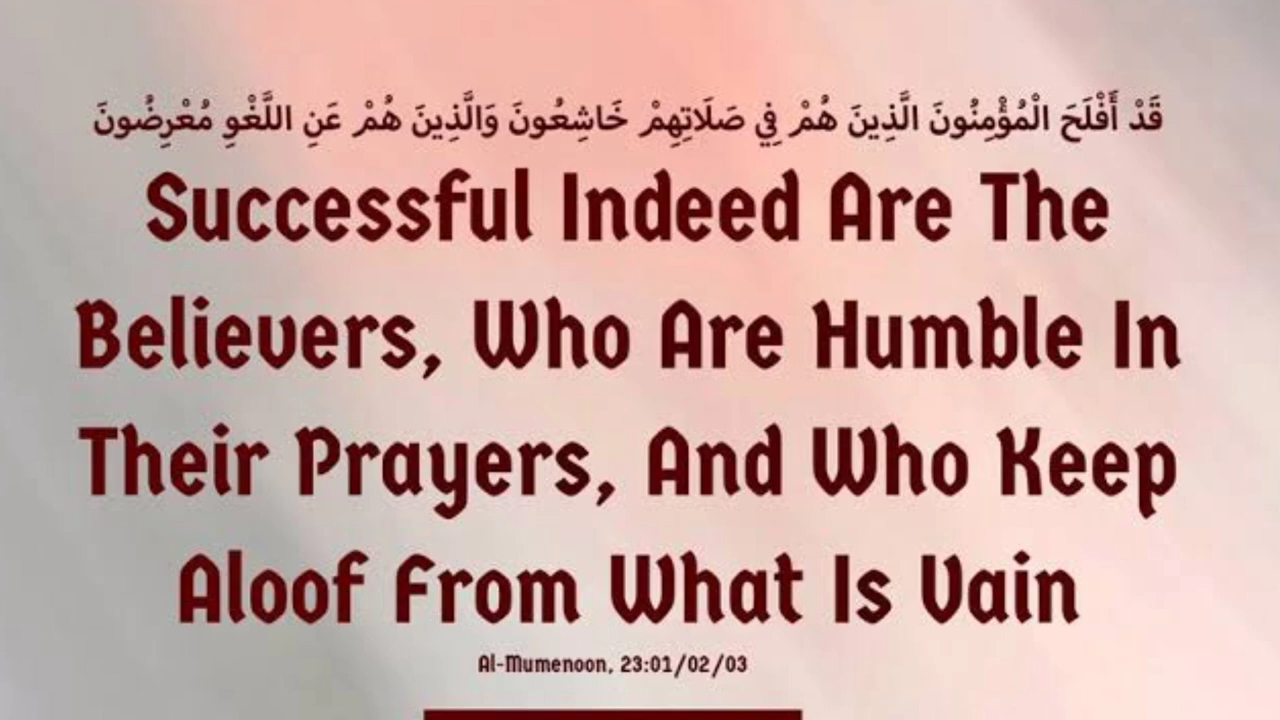 قَدْ أَفْلَحَ الْمُؤْمِنُونَ الَّذِينَ هُمْ فِي صَلَاتِهِمْ خَاشِعُونَ وَالَّذِينَ هُمْ عَنِ اللَّغْوِ مُعْرِضُونَ
Successful Indeed Are The
Believers, Who Are Humble In
Their Prayers, And Who Keep
Aloof From What Is Vain
Al-Mumenoon, 23:01/02/03